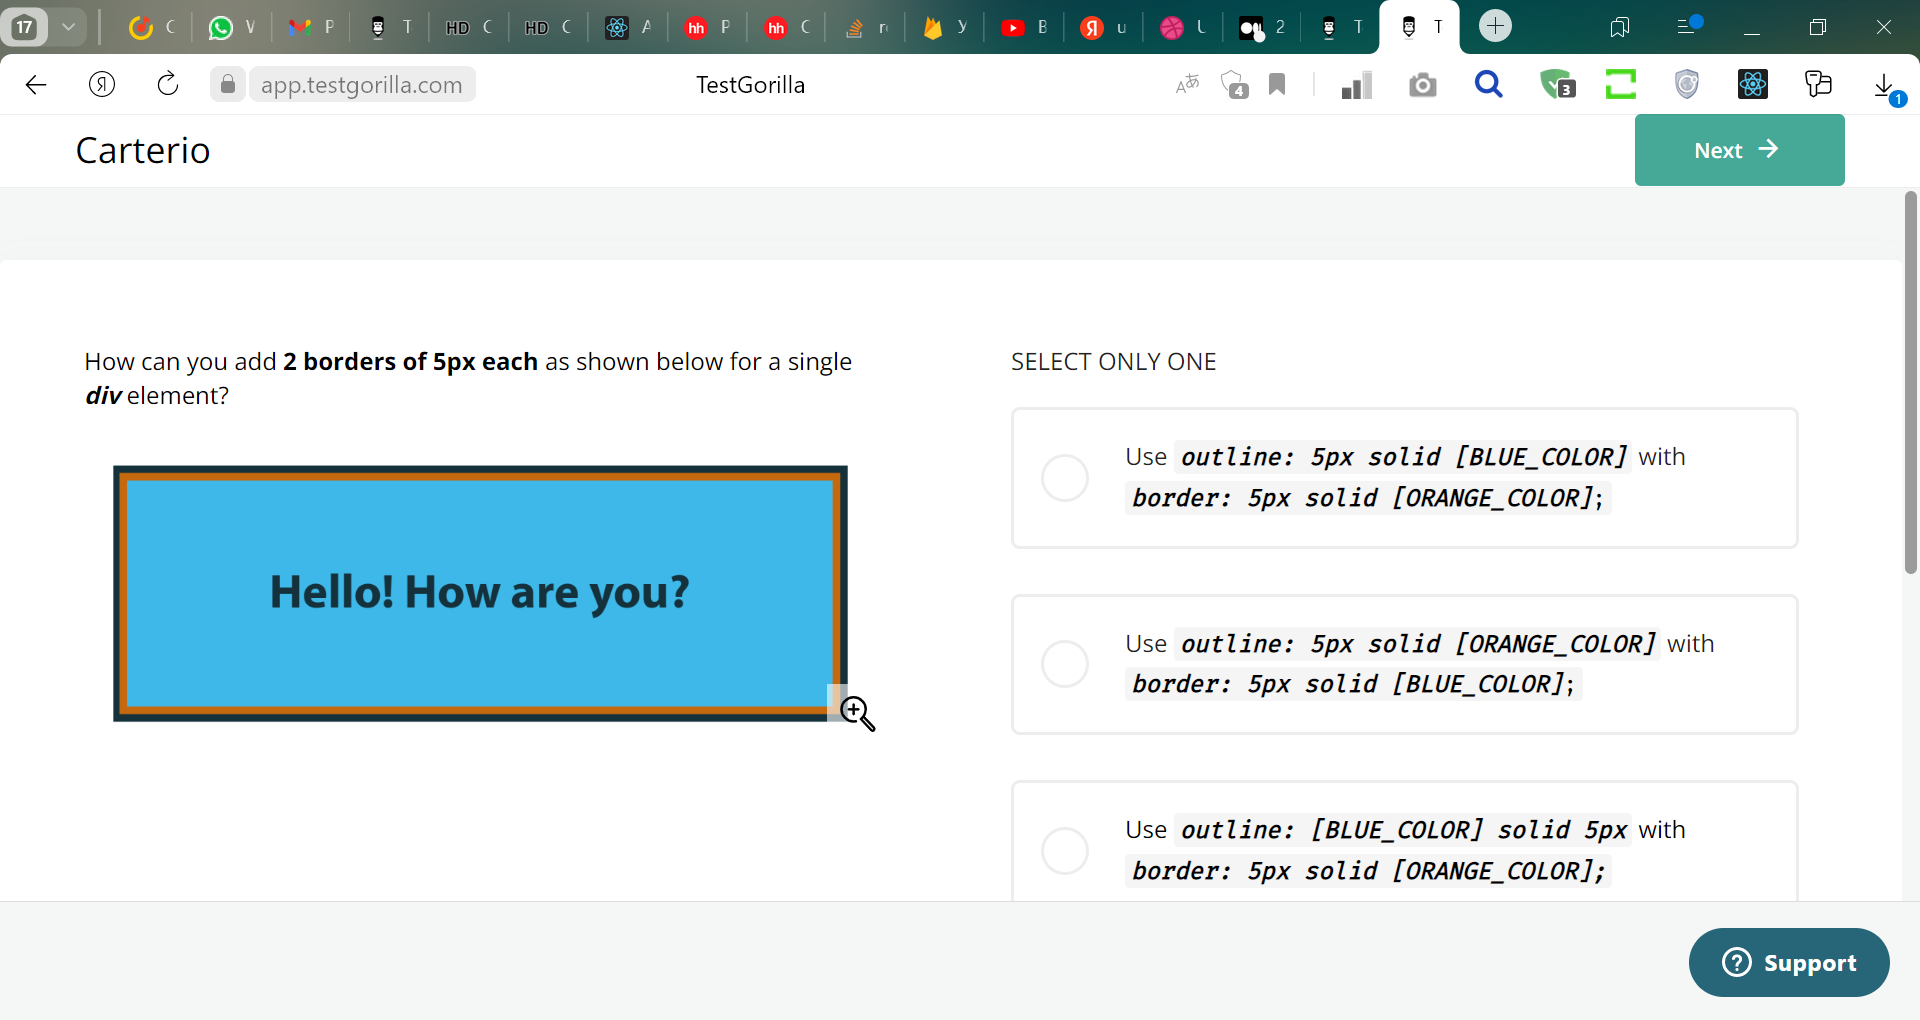 17 C V P T HD C HD C A hh P hh C r У B Я u U 2 T T
Я app.testgorilla.com TestGorilla 4 3 1
Carterio
Next
How can you add 2 borders of 5px each as shown below for a single
div element?
Hello! How are you?
SELECT ONLY ONE
Use outline: 5px solid [BLUE_COLOR] with
border: 5px solid [ORANGE_COLOR];
Use outline: 5px solid [ORANGE_COLOR] with
border: 5px solid [BLUE_COLOR];
Use outline: [BLUE_COLOR] solid 5px with
border: 5px solid [ORANGE_COLOR];
? Support